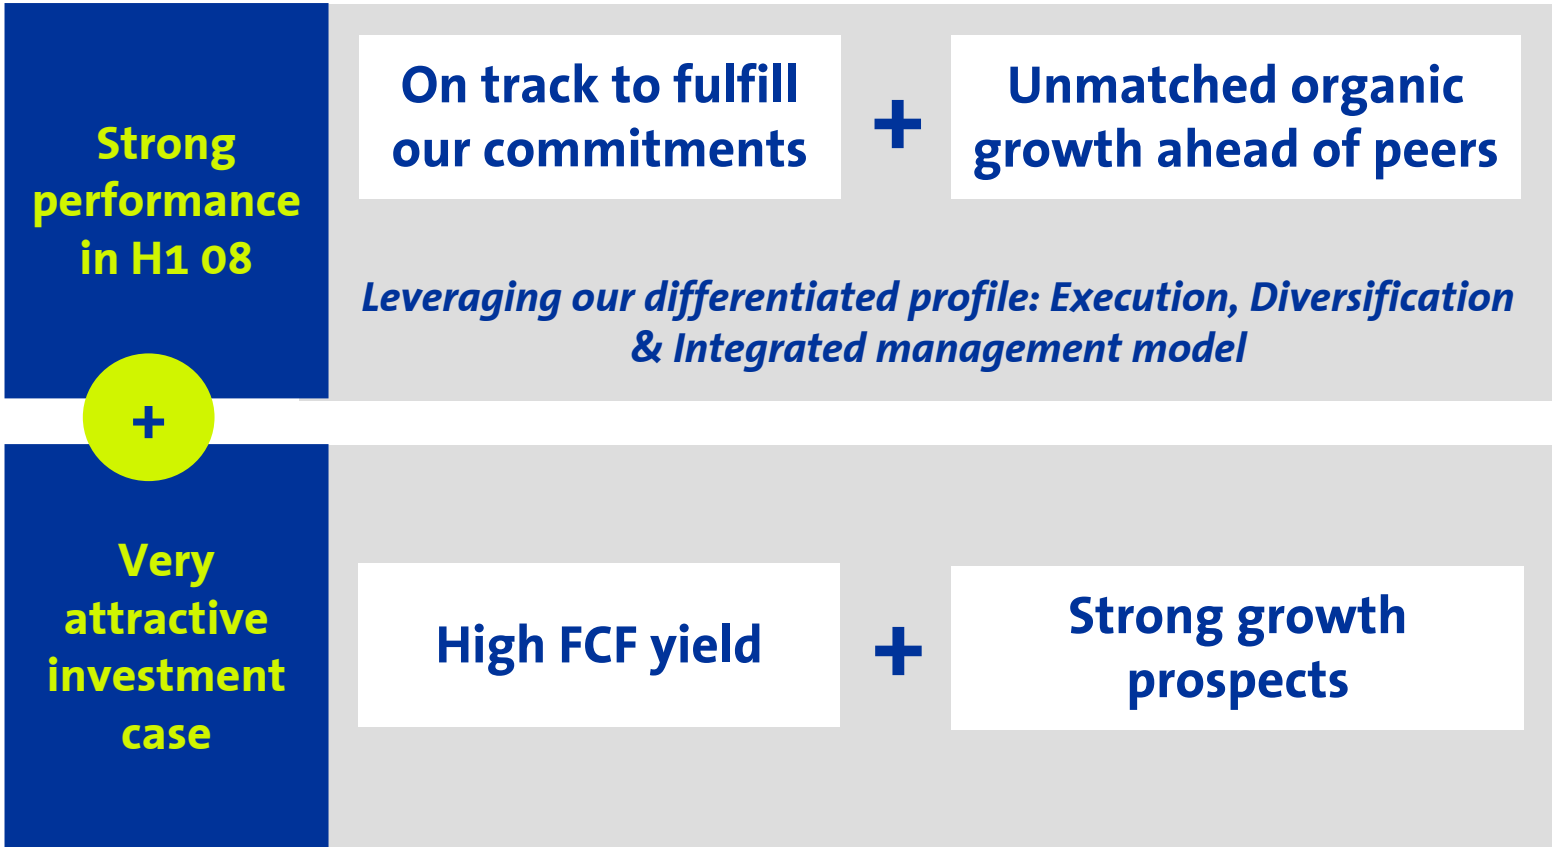 Strong
performance
in H1 08
On track to fulfill
our commitments
+
Unmatched organic
growth ahead of peers
Leveraging our differentiated profile: Execution, Diversification
& Integrated management model
+
Very
attractive
investment
case
High FCF yield
+
Strong growth
prospects